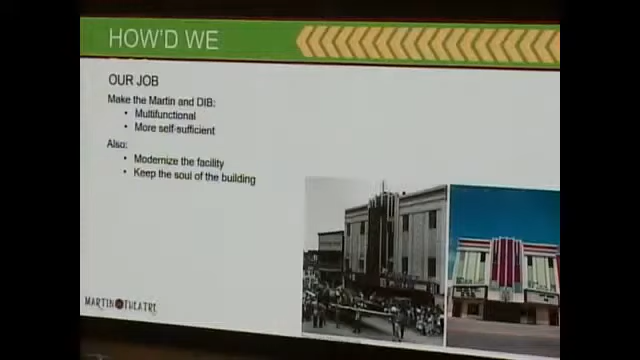 HOW'D WE
OUR JOB
Make the Martin and DIB:
• Multifunctional
• More self-sufficient
Also:
• Modernize the facility
• Keep the soul of the building
MARTIN THEATRE